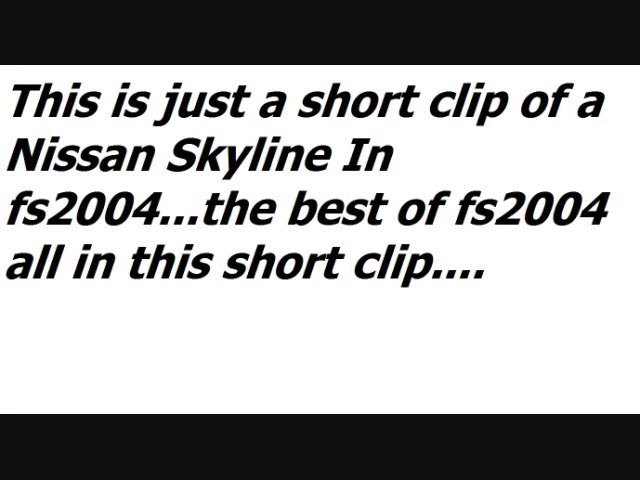 This is just a short clip of a
Nissan Skyline In
fs2004...the best of fs2004
all in this short clip....